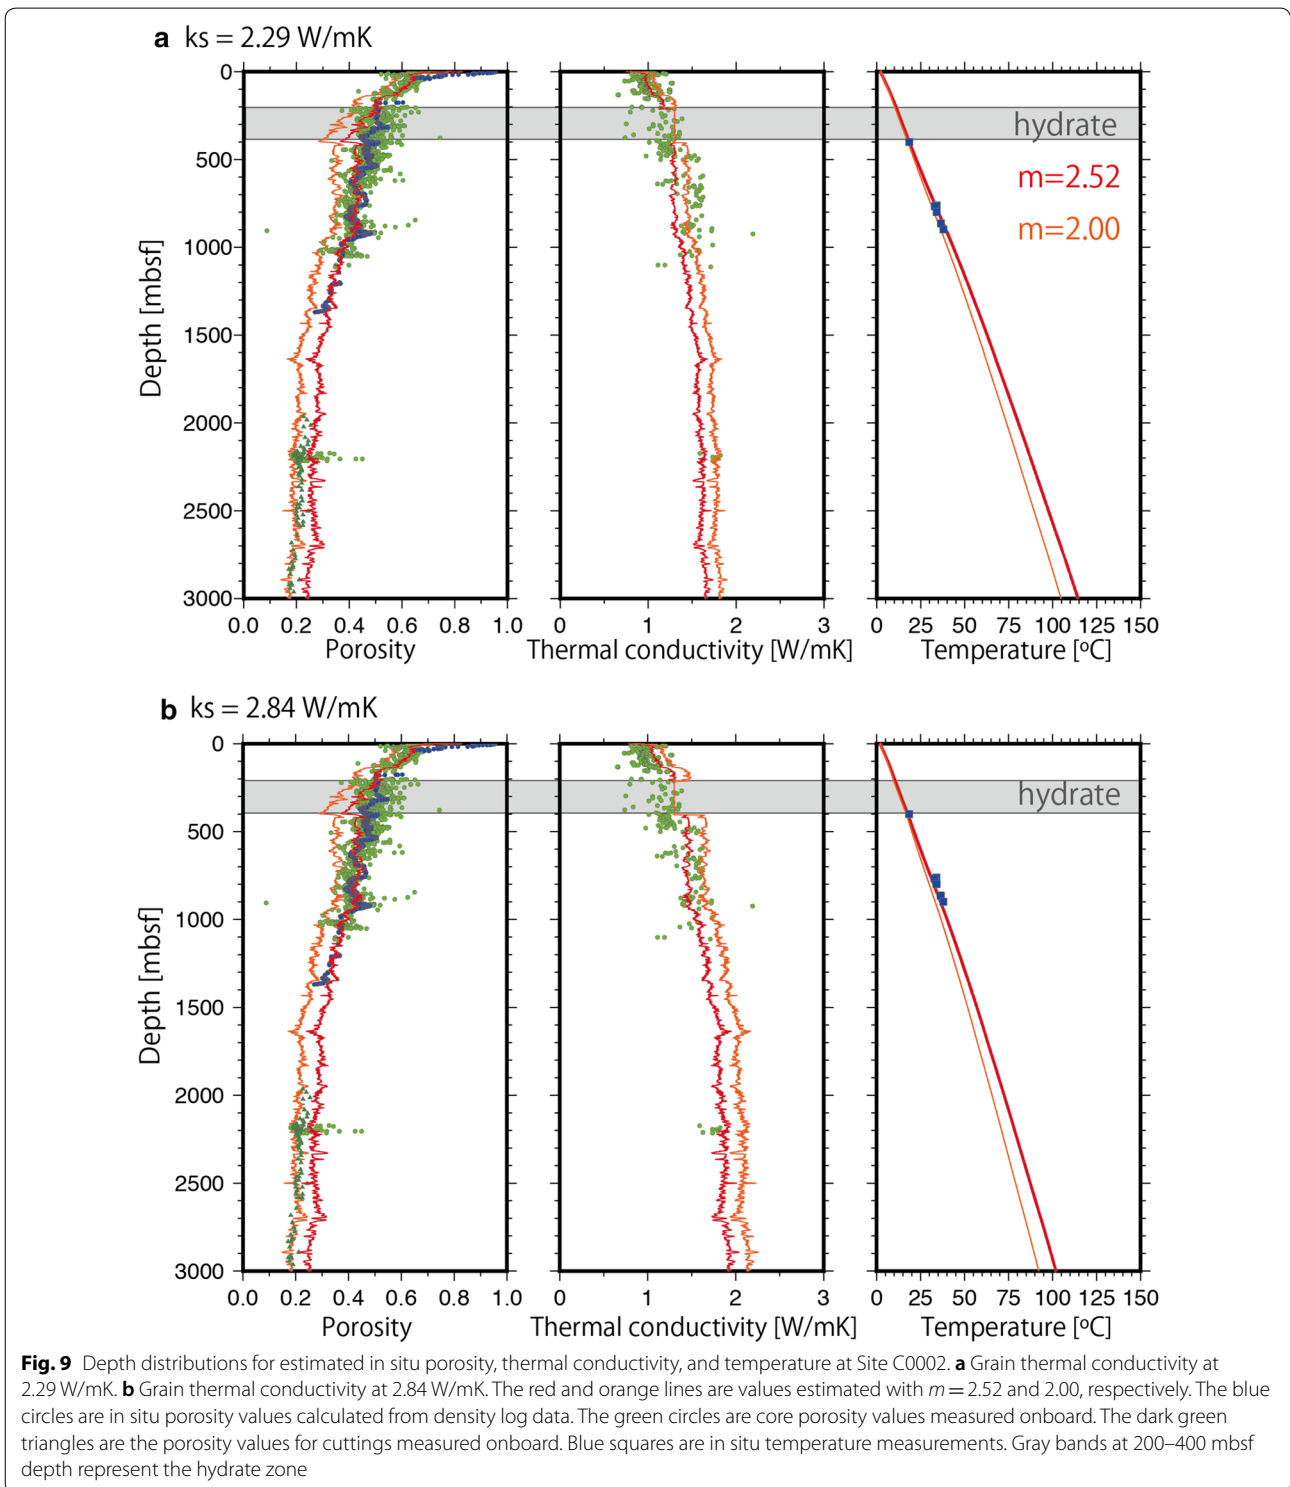 a ks = 2.29 W/mK
0
500
1000
1500
2000
2500
3000
Depth [mbsf]
hydrate
m=2.52
m=2.00
0.0 0.2 0.4 0.6 0.8 1.0
0 1 2 3
0 25 50 75 100 125 150
Porosity
Thermal conductivity [W/mK]
Temperature [ºC]
b ks = 2.84 W/mK
0
500
1000
1500
2000
2500
3000
Depth [mbsf]
hydrate
0.0 0.2 0.4 0.6 0.8 1.0
0 1 2 3
0 25 50 75 100 125 150
Porosity
Thermal conductivity [W/mK]
Temperature [ºC]
Fig. 9 Depth distributions for estimated in situ porosity, thermal conductivity, and temperature at Site C0002. a Grain thermal conductivity at
2.29 W/mK. b Grain thermal conductivity at 2.84 W/mK. The red and orange lines are values estimated with m = 2.52 and 2.00, respectively. The blue
circles are in situ porosity values calculated from density log data. The green circles are core porosity values measured onboard. The dark green
triangles are the porosity values for cuttings measured onboard. Blue squares are in situ temperature measurements. Gray bands at 200–400 mbsf
depth represent the hydrate zone